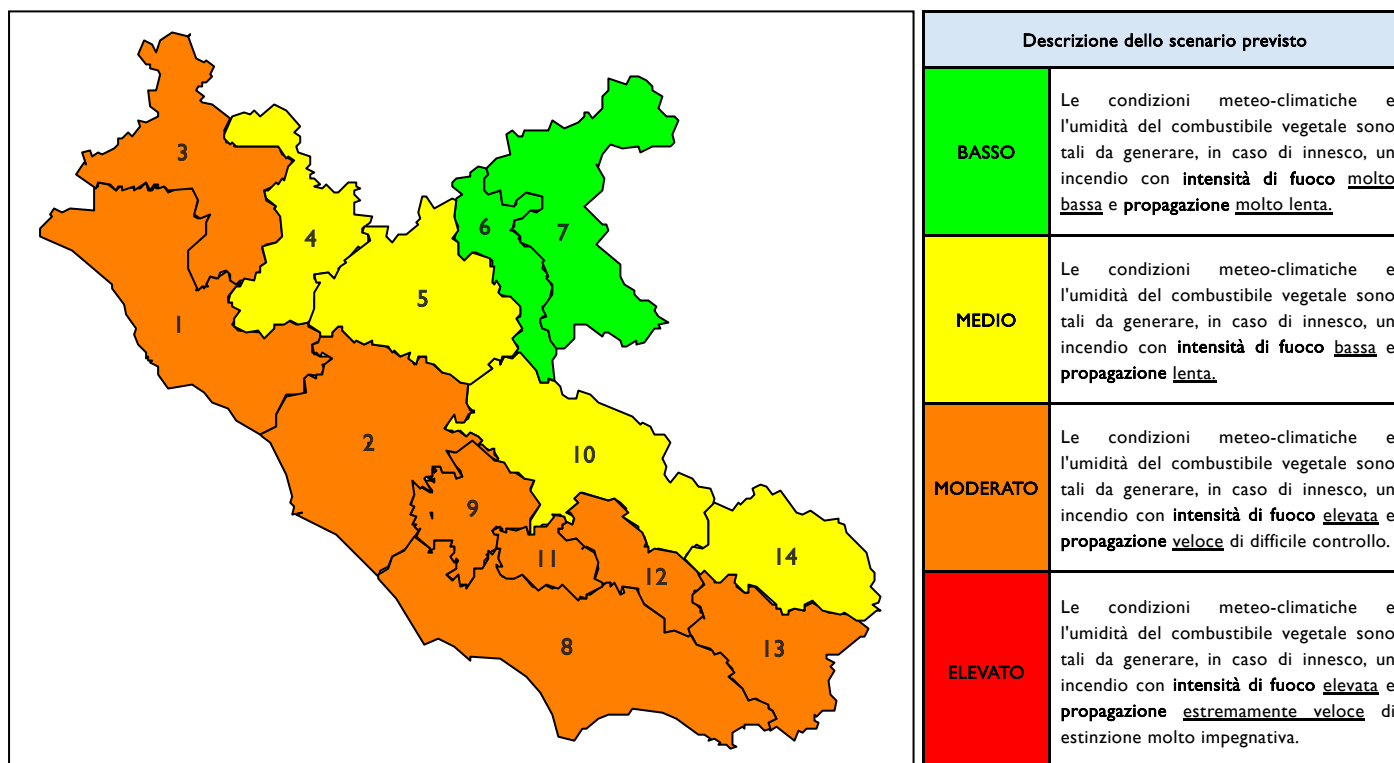 3
4
6
7
5
1
2
10
9
14
11
12
13
8
Descrizione dello scenario previsto
BASSO
Le condizioni meteo-climatiche e
l'umidità del combustibile vegetale sono
tali da generare, in caso di innesco, un
incendio con intensità di fuoco molto
bassa e propagazione molto lenta.
MEDIO
Le condizioni meteo-climatiche e
l'umidità del combustibile vegetale sono
tali da generare, in caso di innesco, un
incendio con intensità di fuoco bassa e
propagazione lenta.
MODERATO
Le condizioni meteo-climatiche e
l'umidità del combustibile vegetale sono
tali da generare, in caso di innesco, un
incendio con intensità di fuoco elevata e
propagazione veloce di difficile controllo.
ELEVATO
Le condizioni meteo-climatiche e
l'umidità del combustibile vegetale sono
tali da generare, in caso di innesco, un
incendio con intensità di fuoco elevata e
propagazione estremamente veloce di
estinzione molto impegnativa.